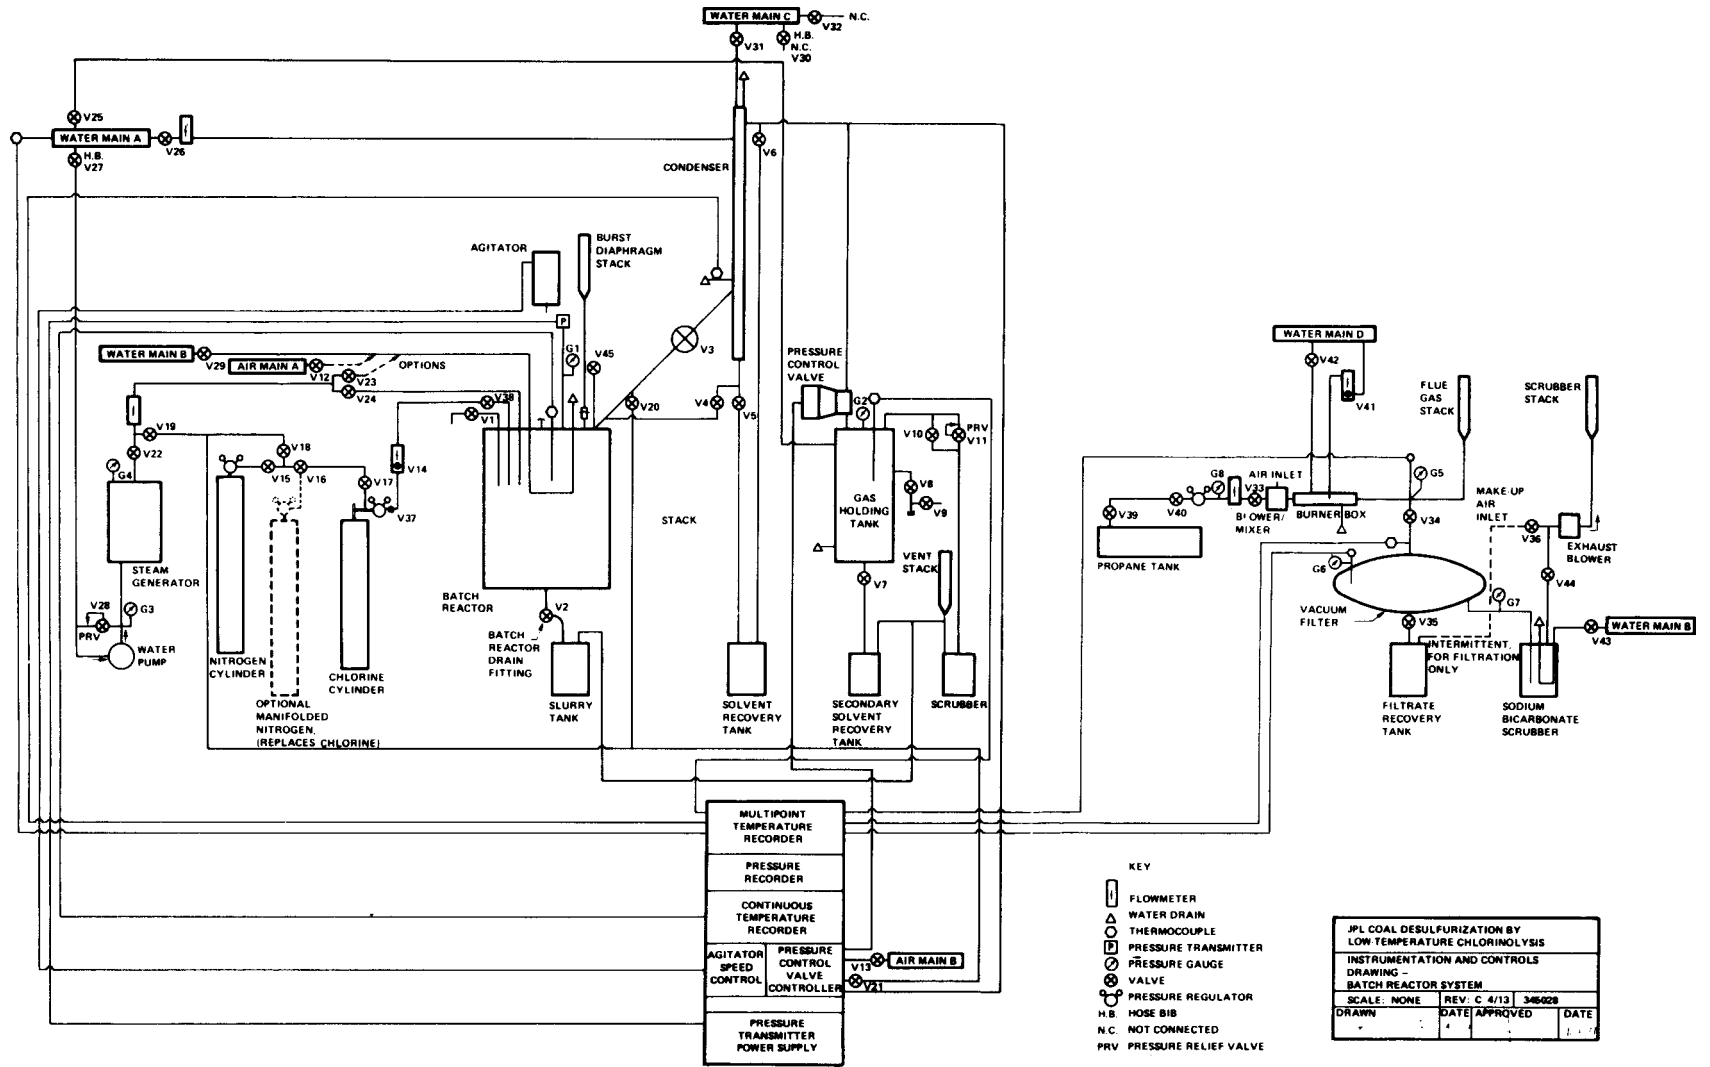 WATER MAIN C
V32
N.C.
H.B.
N.C.
V30
V31
V25
WATER MAIN A
V26
H.B.
V27
V6
CONDENSER
AGITATOR
BURST
DIAPHRAGM
STACK
P
G1
V45
V3
WATER MAIN B
V29
AIR MAIN A
V12
V23
V24
OPTIONS
V38
V1
V20
V4
V5
PRESSURE
CONTROL
VALVE
G2
V10
PRV
V11
V19
V22
G4
V18
V15
V16
V17
V14
V37
STACK
GAS
HOLDING
TANK
V8
V9
V7
VENT
STACK
STEAM
GENERATOR
V28
PRV
G3
WATER
PUMP
NITROGEN
CYLINDER
OPTIONAL
MANIFOLDED
NITROGEN,
(REPLACES CHLORINE)
CHLORINE
CYLINDER
BATCH
REACTOR
V2
BATCH
REACTOR
DRAIN
FITTING
SLURRY
TANK
SOLVENT
RECOVERY
TANK
SECONDARY
SOLVENT
RECOVERY
TANK
SCRUBBER
WATER MAIN D
V42
V41
FLUE
GAS
STACK
SCRUBBER
STACK
G8
AIR INLET
V33
V39
V40
BLOWER/
MIXER
BURNER BOX
G5
V34
MAKE-UP
AIR
INLET
V36
EXHAUST
BLOWER
PROPANE TANK
G6
VACUUM
FILTER
G7
V44
V35
WATER MAIN B
V43
INTERMITTENT,
FOR FILTRATION
ONLY
FILTRATE
RECOVERY
TANK
SODIUM
BICARBONATE
SCRUBBER
MULTIPOINT
TEMPERATURE
RECORDER
PRESSURE
RECORDER
CONTINUOUS
TEMPERATURE
RECORDER
AGITATOR
SPEED
CONTROL
PRESSURE
CONTROL
VALVE
CONTROLLER
V13
AIR MAIN B
V21
PRESSURE
TRANSMITTER
POWER SUPPLY
KEY
FLOWMETER
WATER DRAIN
THERMOCOUPLE
P PRESSURE TRANSMITTER
PRESSURE GAUGE
VALVE
PRESSURE REGULATOR
H.B. HOSE BIB
N.C. NOT CONNECTED
PRV PRESSURE RELIEF VALVE
JPL COAL DESULFURIZATION BY
LOW-TEMPERATURE CHLORINOLYSIS
INSTRUMENTATION AND CONTROLS
DRAWING –
BATCH REACTOR SYSTEM
SCALE: NONE REV: C 4/13 345028
DRAWN DATE APPROVED DATE